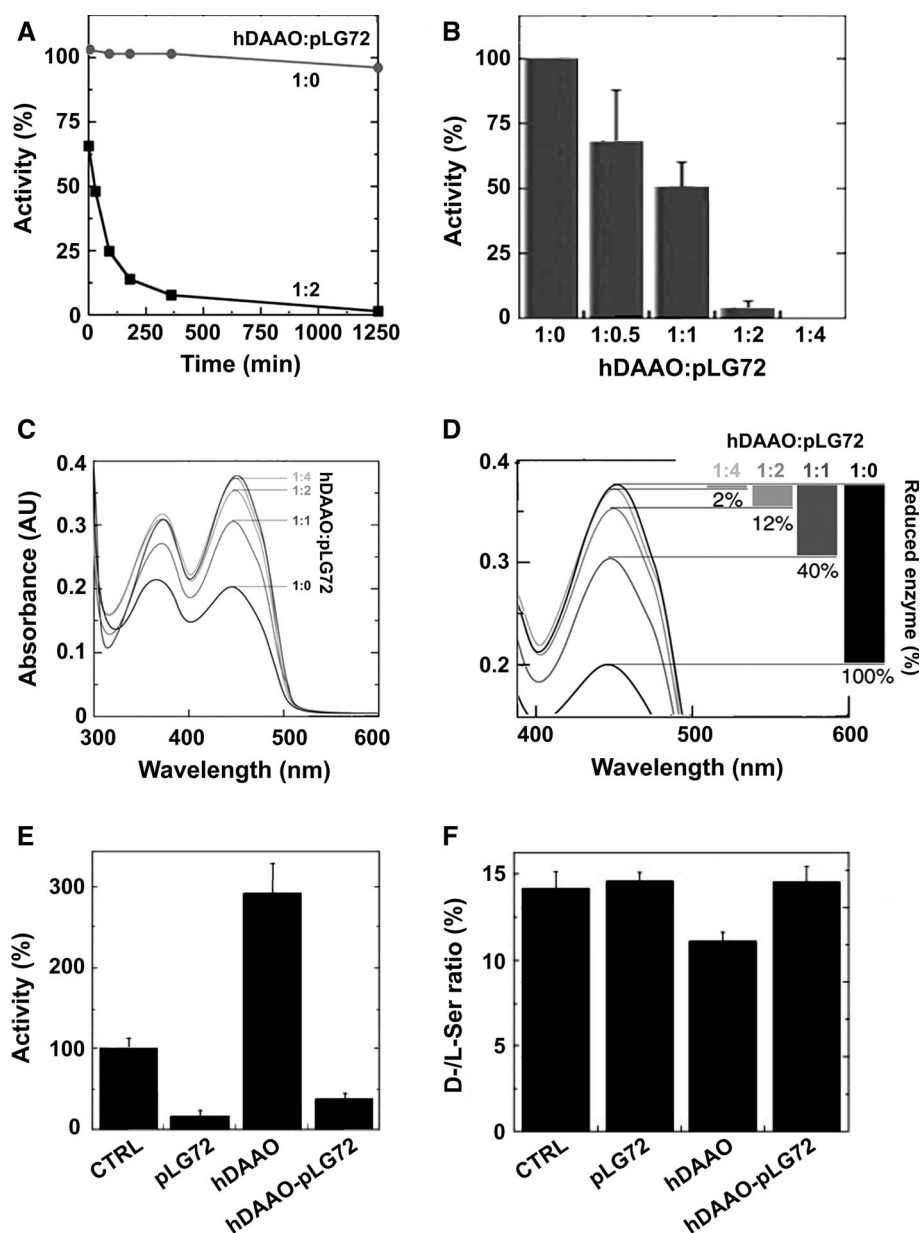 A
hDAAO:pLG72
1:0
1:2
Activity (%)
100
75
50
25
0
0 250 500 750 1000 1250
Time (min)
B
Activity (%)
100
75
50
25
0
1:0 1:0.5 1:1 1:2 1:4
hDAAO:pLG72
C
Absorbance (AU)
0.4
0.3
0.2
0.1
0
1:4
1:2
1:1
1:0
hDAAO:pLG72
300 400 500 600
Wavelength (nm)
D
hDAAO:pLG72
1:4 1:2 1:1 1:0
0.4
0.3
0.2
2%
12%
40%
100%
Reduced enzyme (%)
400 500 600
Wavelength (nm)
E
Activity (%)
300
200
100
0
CTRL pLG72 hDAAO hDAAO-pLG72
F
D-/L-Ser ratio (%)
15
10
5
0
CTRL pLG72 hDAAO hDAAO-pLG72